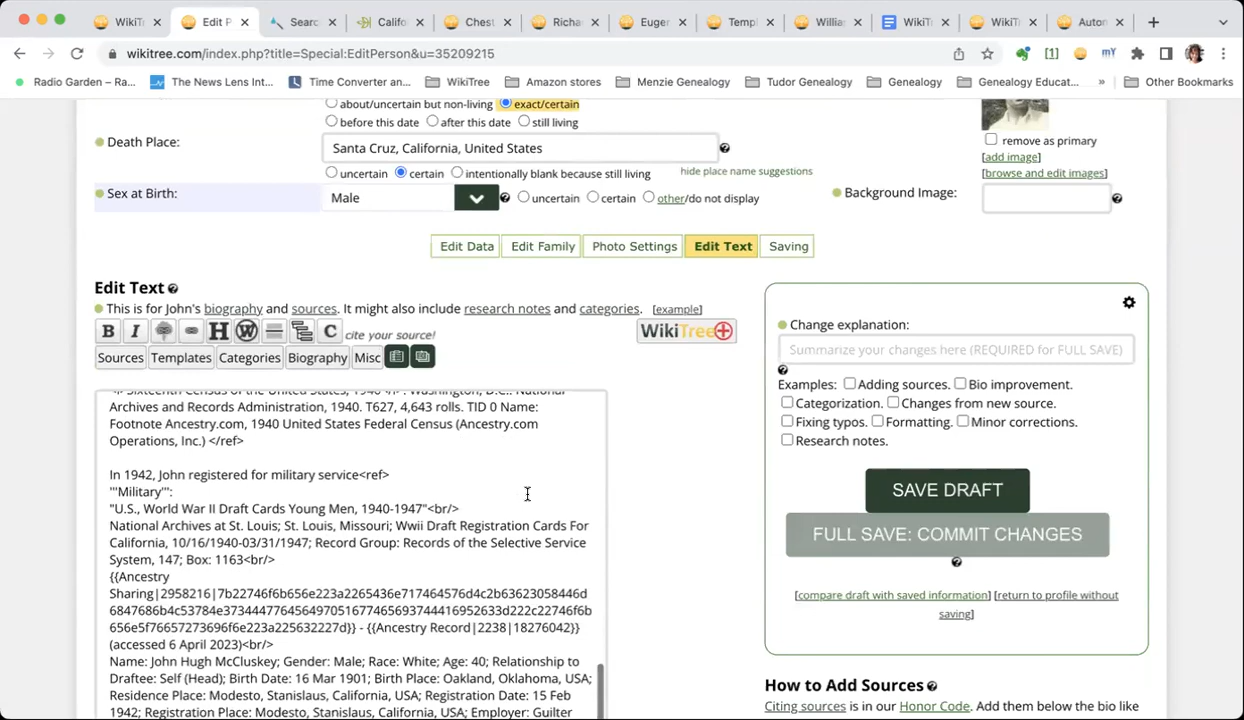 WikiT
Edit P
Searc
Califo
Chest
Richa
Euger
Templ
Willia
WikiT
WikiT
Auton
wikitree.com/index.php?title=Special:EditPerson&u=35209215
Radio Garden – Ra...
The News Lens Int...
Time Converter an...
WikiTree
Amazon stores
Menzie Genealogy
Tudor Genealogy
Genealogy
Genealogy Educat...
»
Other Bookmarks
about/uncertain but non-living exact/certain
before this date after this date still living
remove as primary
Death Place:
Santa Cruz, California, United States
[add image]
uncertain certain intentionally blank because still living
hide place name suggestions
[browse and edit images]
Sex at Birth:
Male
uncertain certain other/do not display
Background Image:
Edit Data
Edit Family
Photo Settings
Edit Text
Saving
Edit Text
This is for John's biography and sources. It might also include research notes and categories. [example]
B I H W C cite your source!
WikiTree+
Sources Templates Categories Biography Misc
Change explanation:
Summarize your changes here (REQUIRED for FULL SAVE)
Examples: Adding sources. Bio improvement.
Categorization. Changes from new source.
Fixing typos. Formatting. Minor corrections.
Research notes.
SAVE DRAFT
FULL SAVE: COMMIT CHANGES
[compare draft with saved information] [return to profile without
saving]
How to Add Sources
Citing sources is in our Honor Code. Add them below the bio like
Archives and Records Administration, 1940. T627, 4,643 rolls. TID 0 Name:
Footnote Ancestry.com, 1940 United States Federal Census (Ancestry.com
Operations, Inc.) </ref>
In 1942, John registered for military service<ref>
'''Military''':
"U.S., World War II Draft Cards Young Men, 1940-1947"<br/>
National Archives at St. Louis; St. Louis, Missouri; Wwii Draft Registration Cards For
California, 10/16/1940-03/31/1947; Record Group: Records of the Selective Service
System, 147; Box: 1163<br/>
{{Ancestry
Sharing|2958216|7b22746f6b656e223a2265436e717464576d4c2b63623058446d
6847686b4c53784e373444776456497051677465693744416952633d222c22746f6b
656e5f76657273696f6e223a225632227d}} - {{Ancestry Record|2238|18276042}}
(accessed 6 April 2023)<br/>
Name: John Hugh McCluskey; Gender: Male; Race: White; Age: 40; Relationship to
Draftee: Self (Head); Birth Date: 16 Mar 1901; Birth Place: Oakland, Oklahoma, USA;
Residence Place: Modesto, Stanislaus, California, USA; Registration Date: 15 Feb
1942; Registration Place: Modesto, Stanislaus, California, USA; Employer: Guilter